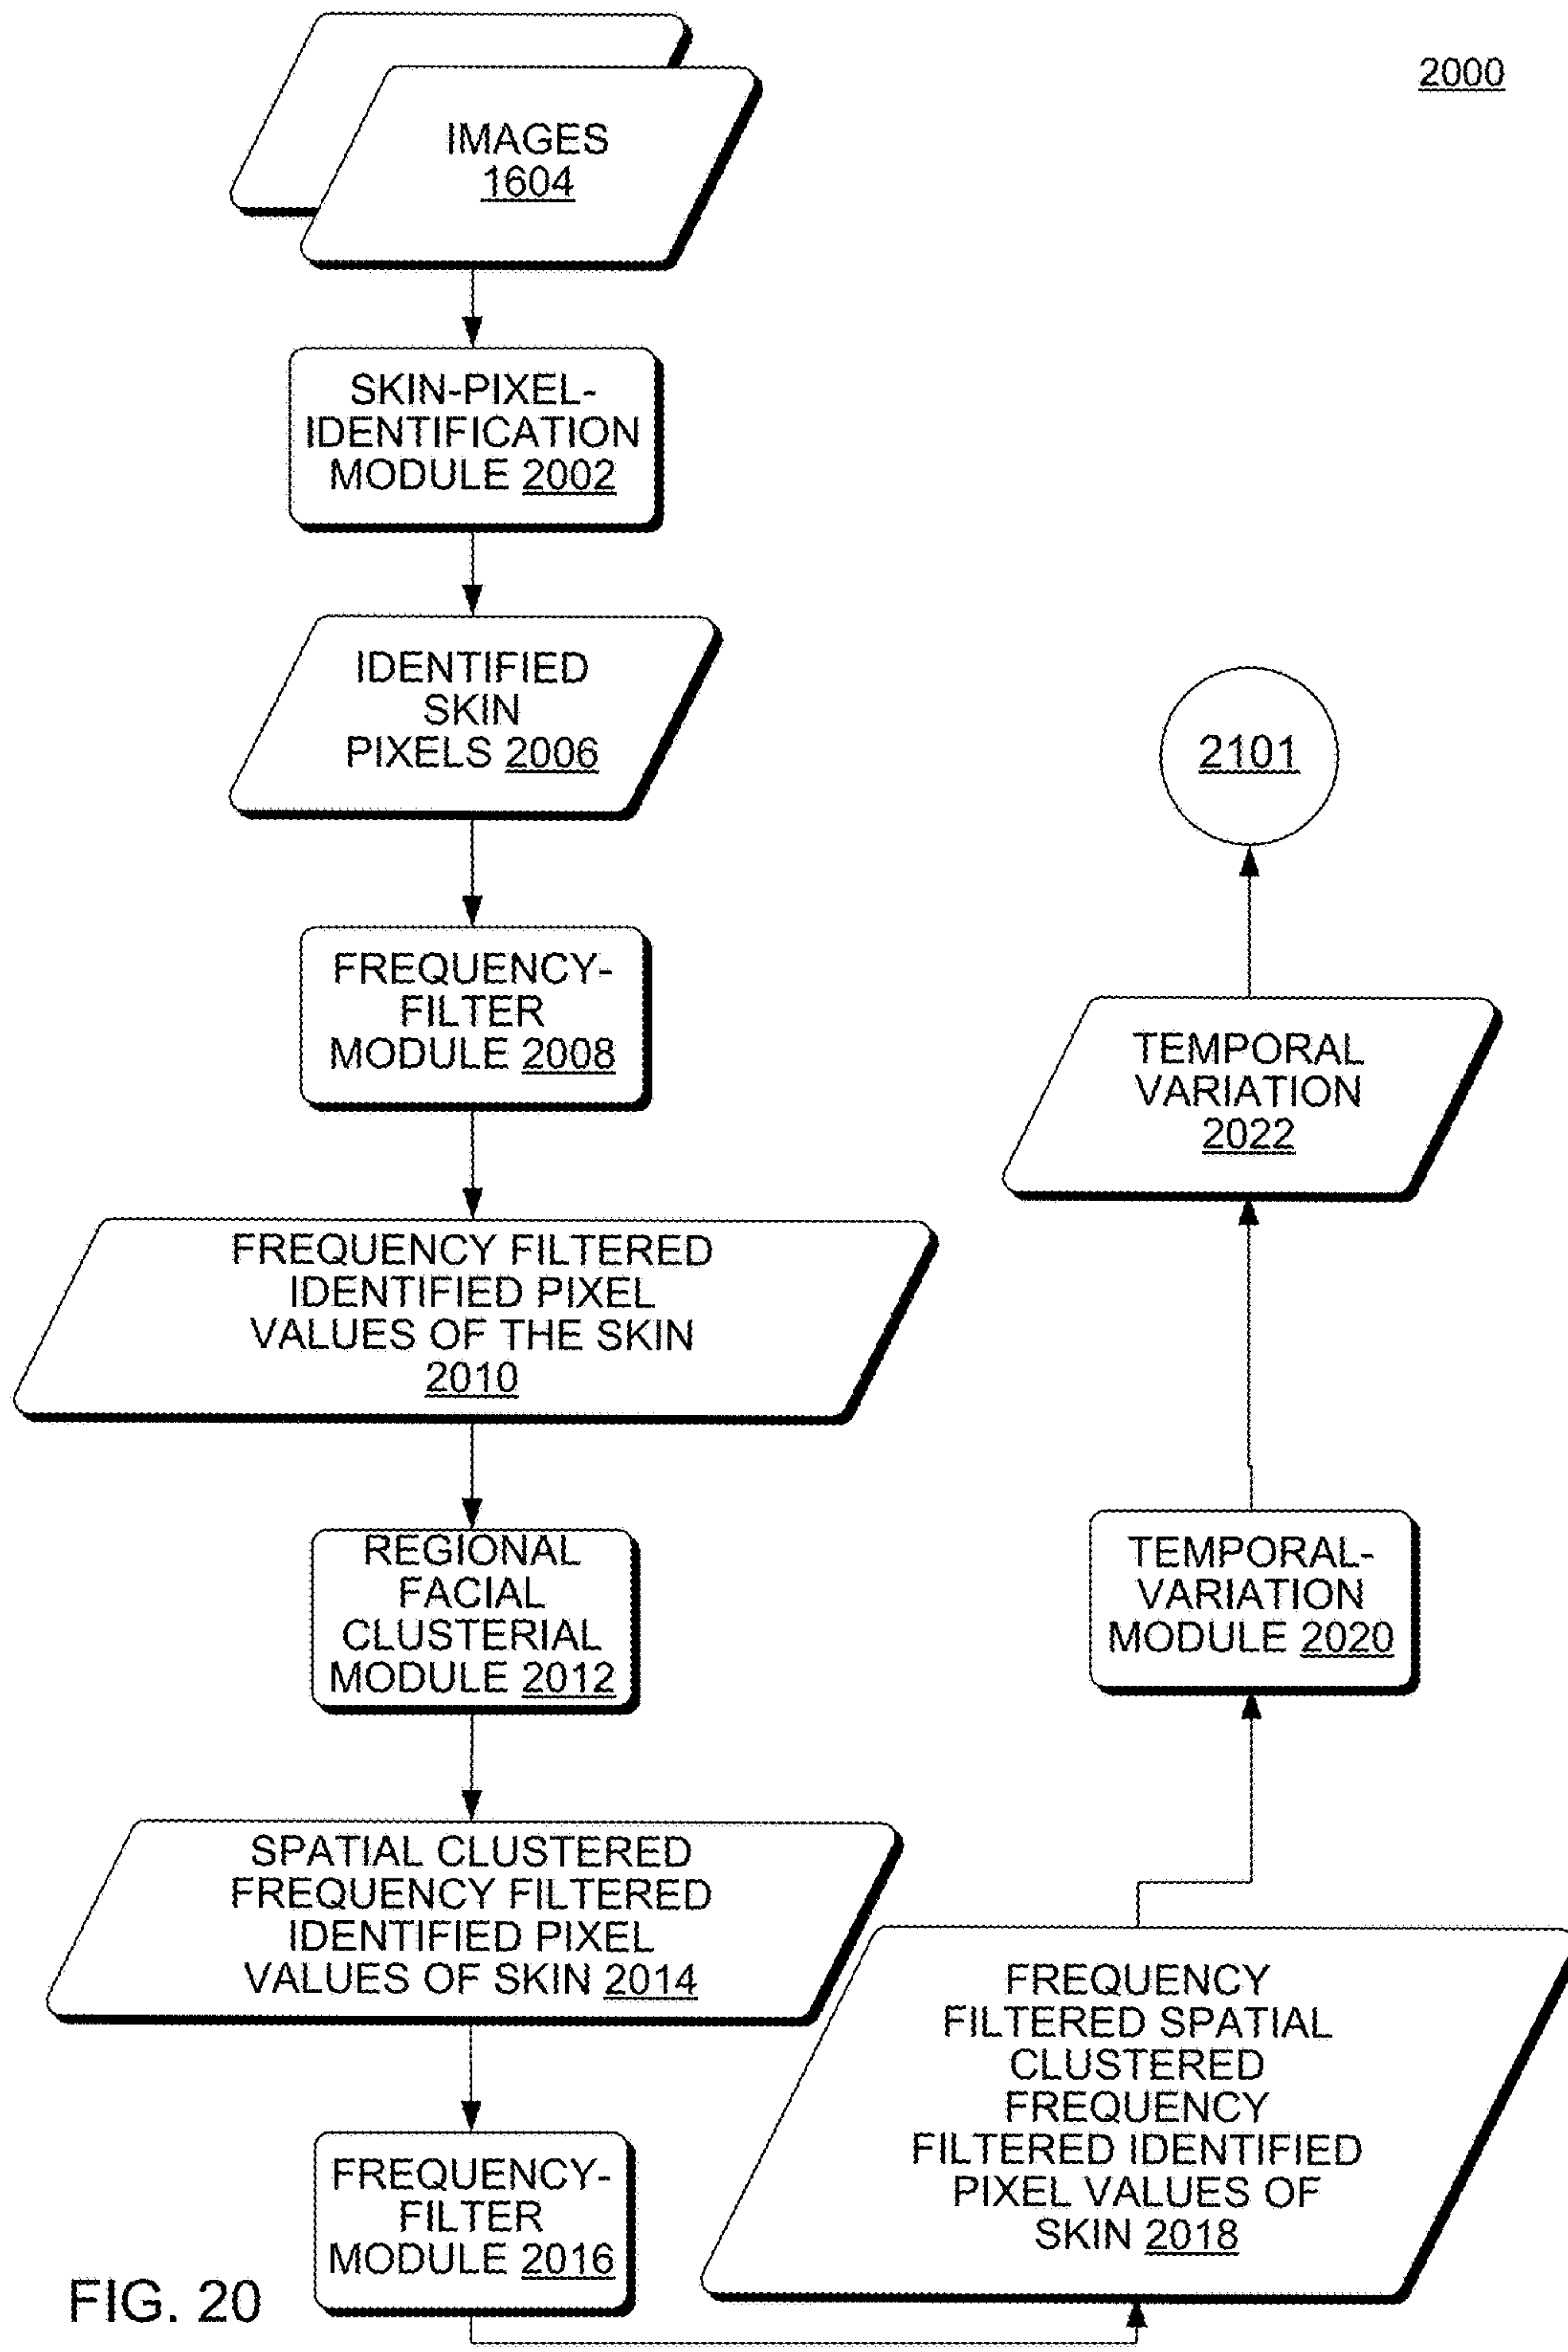 2000
IMAGES
1604
SKIN-PIXEL-
IDENTIFICATION
MODULE 2002
IDENTIFIED
SKIN
PIXELS 2006
FREQUENCY-
FILTER
MODULE 2008
FREQUENCY FILTERED
IDENTIFIED PIXEL
VALUES OF THE SKIN
2010
REGIONAL
FACIAL
CLUSTERIAL
MODULE 2012
SPATIAL CLUSTERED
FREQUENCY FILTERED
IDENTIFIED PIXEL
VALUES OF SKIN 2014
FREQUENCY-
FILTER
MODULE 2016
FREQUENCY
FILTERED SPATIAL
CLUSTERED
FREQUENCY
FILTERED IDENTIFIED
PIXEL VALUES OF
SKIN 2018
TEMPORAL-
VARIATION
MODULE 2020
TEMPORAL
VARIATION
2022
2101
FIG. 20